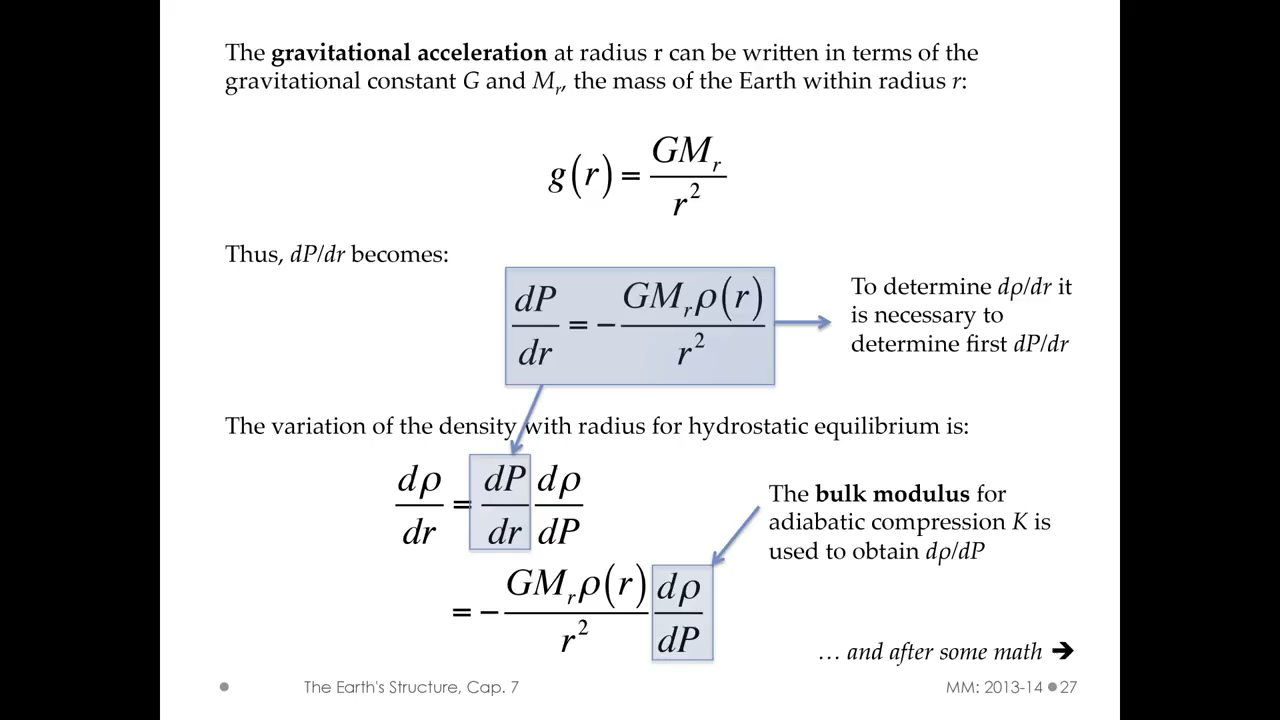 The gravitational acceleration at radius r can be written in terms of the
gravitational constant G and Mr, the mass of the Earth within radius r:
g(r) = GMr / r²
Thus, dP/dr becomes:
dP/dr = − GMrρ(r) / r²
To determine dρ/dr it
is necessary to
determine first dP/dr
The variation of the density with radius for hydrostatic equilibrium is:
dρ/dr = dP/dr dρ/dP
The bulk modulus for
adiabatic compression K is
used to obtain dρ/dP
= − GMrρ(r) / r² dρ/dP
… and after some math ➔
The Earth's Structure, Cap. 7
MM: 2013-14 27